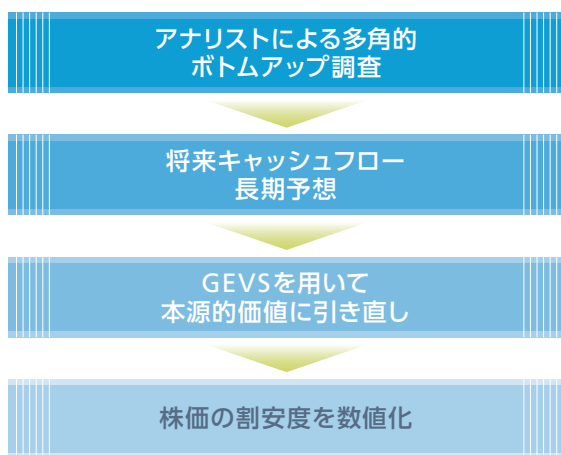 アナリストによる多角的
ボトムアップ調査
将来キャッシュフロー
長期予想
GEVSを用いて
本源的価値に引き直し
株価の割安度を数値化